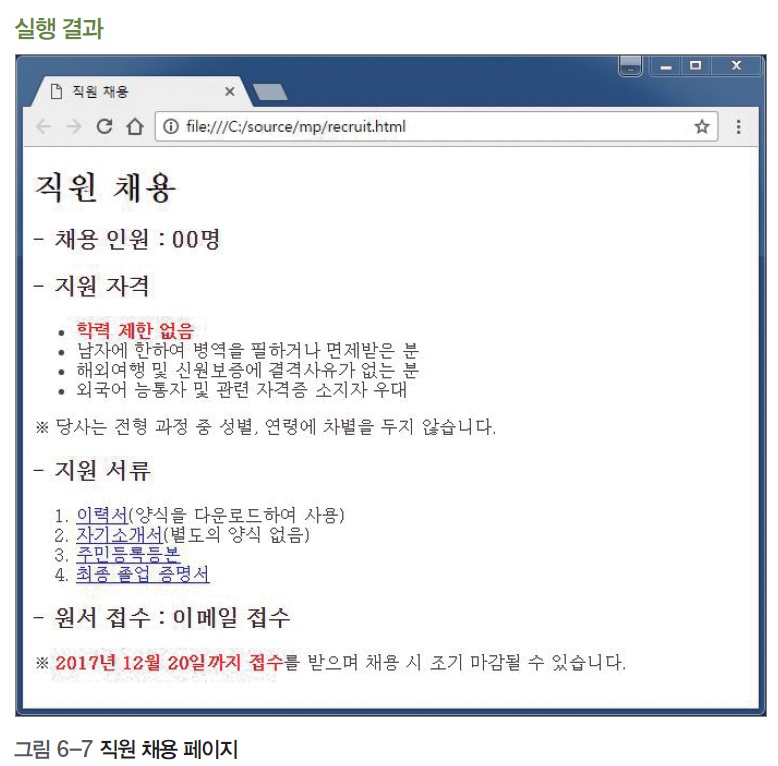 실행 결과
직원 채용
file:///C:/source/mp/recruit.html
직원 채용
- 채용 인원 : 00명
- 지원 자격
• 학력 제한 없음
• 남자에 한하여 병역을 필하거나 면제받은 분
• 해외여행 및 신원보증에 결격사유가 없는 분
• 외국어 능통자 및 관련 자격증 소지자 우대
※ 당사는 전형 과정 중 성별, 연령에 차별을 두지 않습니다.
- 지원 서류
1. 이력서(양식을 다운로드하여 사용)
2. 자기소개서(별도의 양식 없음)
3. 주민등록등본
4. 최종 졸업 증명서
- 원서 접수 : 이메일 접수
※ 2017년 12월 20일까지 접수를 받으며 채용 시 조기 마감될 수 있습니다.
그림 6-7 직원 채용 페이지